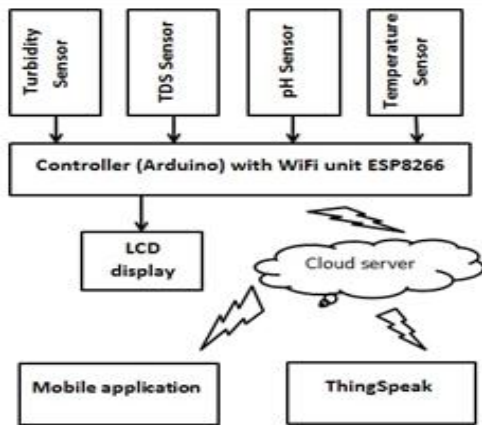 Turbidity
Sensor
TDS Sensor
pH Sensor
Temperature
Sensor
Controller (Arduino) with WiFi unit ESP8266
LCD
display
Cloud server
Mobile application
ThingSpeak